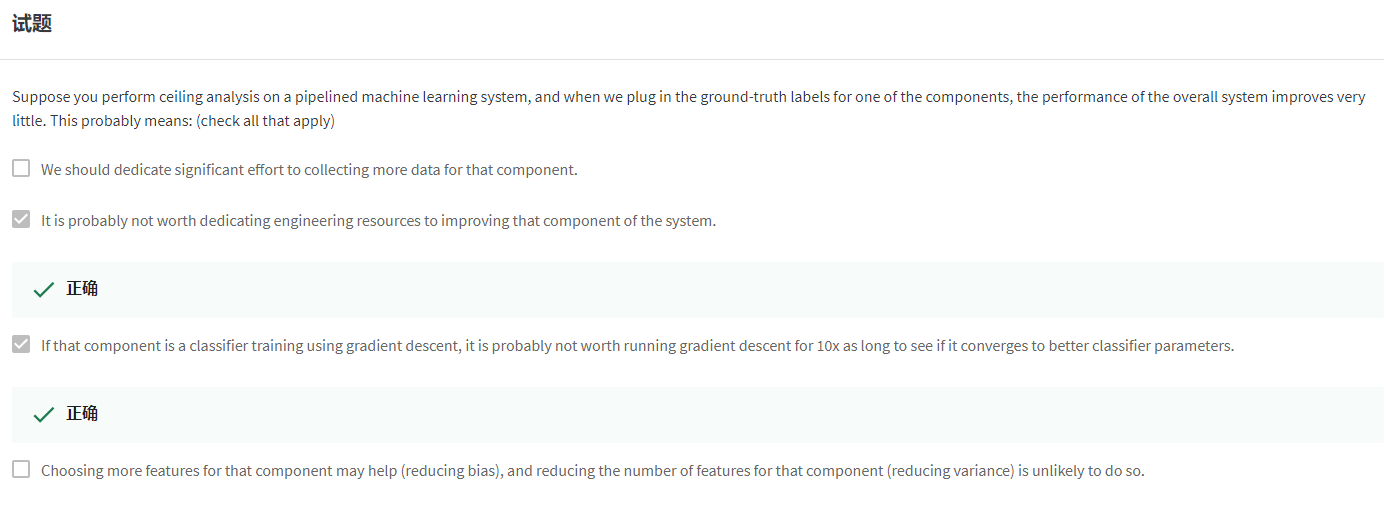 试题
Suppose you perform ceiling analysis on a pipelined machine learning system, and when we plug in the ground-truth labels for one of the components, the performance of the overall system improves very
little. This probably means: (check all that apply)
We should dedicate significant effort to collecting more data for that component.
It is probably not worth dedicating engineering resources to improving that component of the system.
正确
If that component is a classifier training using gradient descent, it is probably not worth running gradient descent for 10x as long to see if it converges to better classifier parameters.
正确
Choosing more features for that component may help (reducing bias), and reducing the number of features for that component (reducing variance) is unlikely to do so.